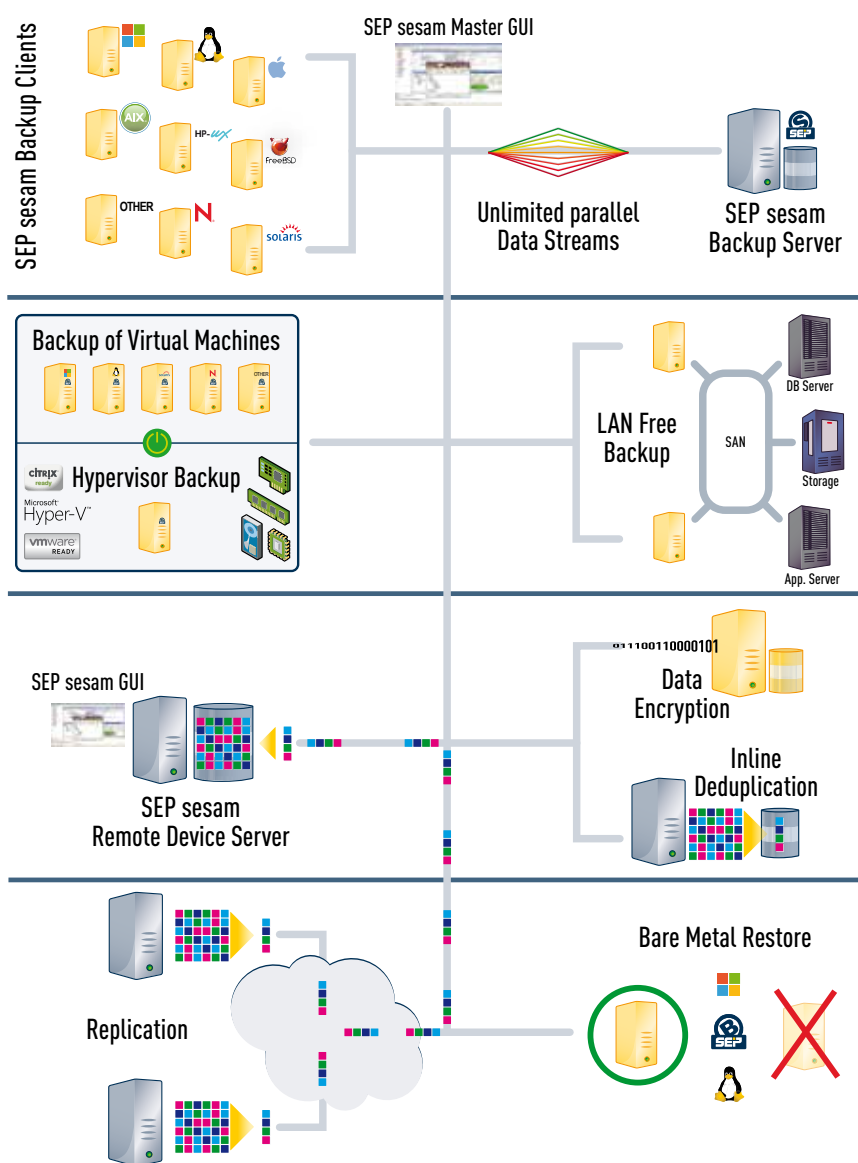 SEP sesam Backup Clients
SEP sesam Master GUI
AIX
HP-UX
FreeBSD
OTHER
N
solaris
Unlimited parallel
Data Streams
SEP
SEP sesam
Backup Server
Backup of Virtual Machines
N
OTHER
Hypervisor Backup
CITRIX
ready
Microsoft
Hyper-V™
vmware
READY
LAN Free
Backup
SAN
DB Server
Storage
App. Server
SEP sesam GUI
SEP sesam
Remote Device Server
011100110000101
Data
Encryption
Inline
Deduplication
Replication
Bare Metal Restore
B
SEP